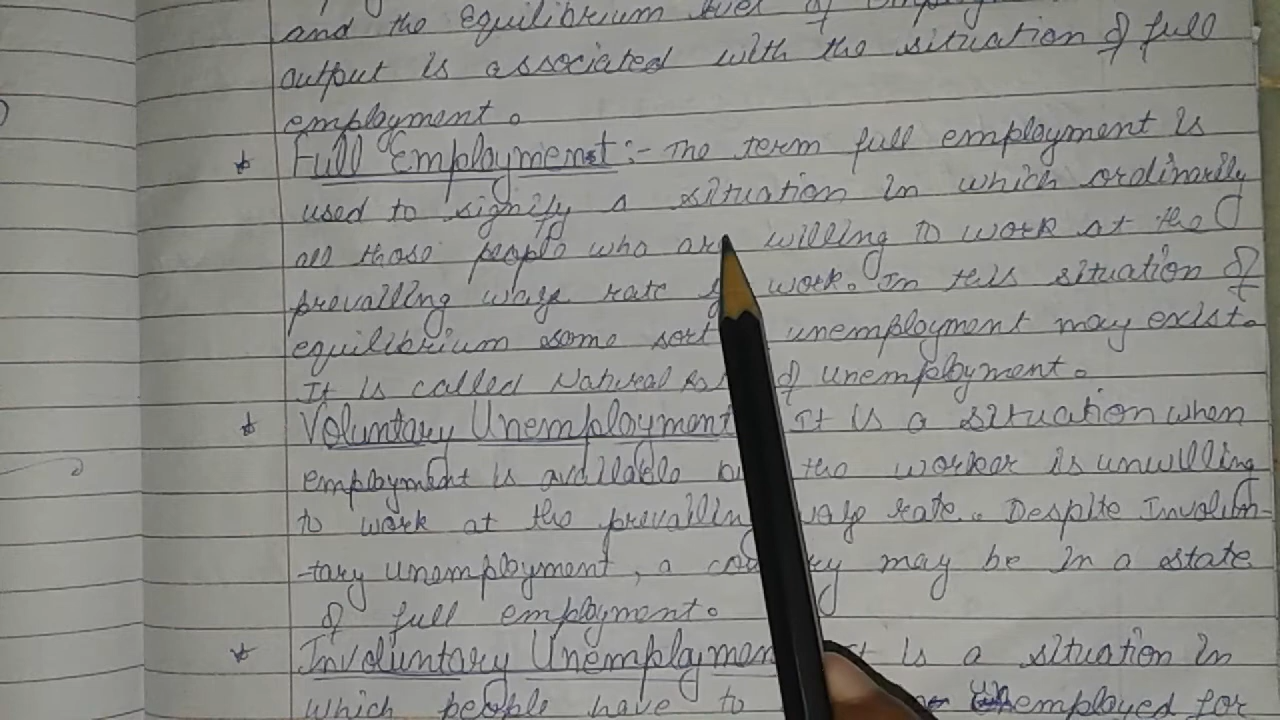 and the equilibrium level of
output is associated with the situation of full
employment.
* Full Employment :- The term full employment is
used to signify a situation in which ordinarily
all those people who are willing to work at the
prevailing wage rate work. In this situation of
equilibrium some sort unemployment may exist.
It is called Natural Ra of unemployment.
* Voluntary Unemployment It is a situation when
employment is available the worker is unwilling
to work at the prevailing wage rate. Despite Involun-
-tary unemployment, a may be in a state
of full employment.
* Involuntary Unemploymen It is a situation in
which people have to unemployed for